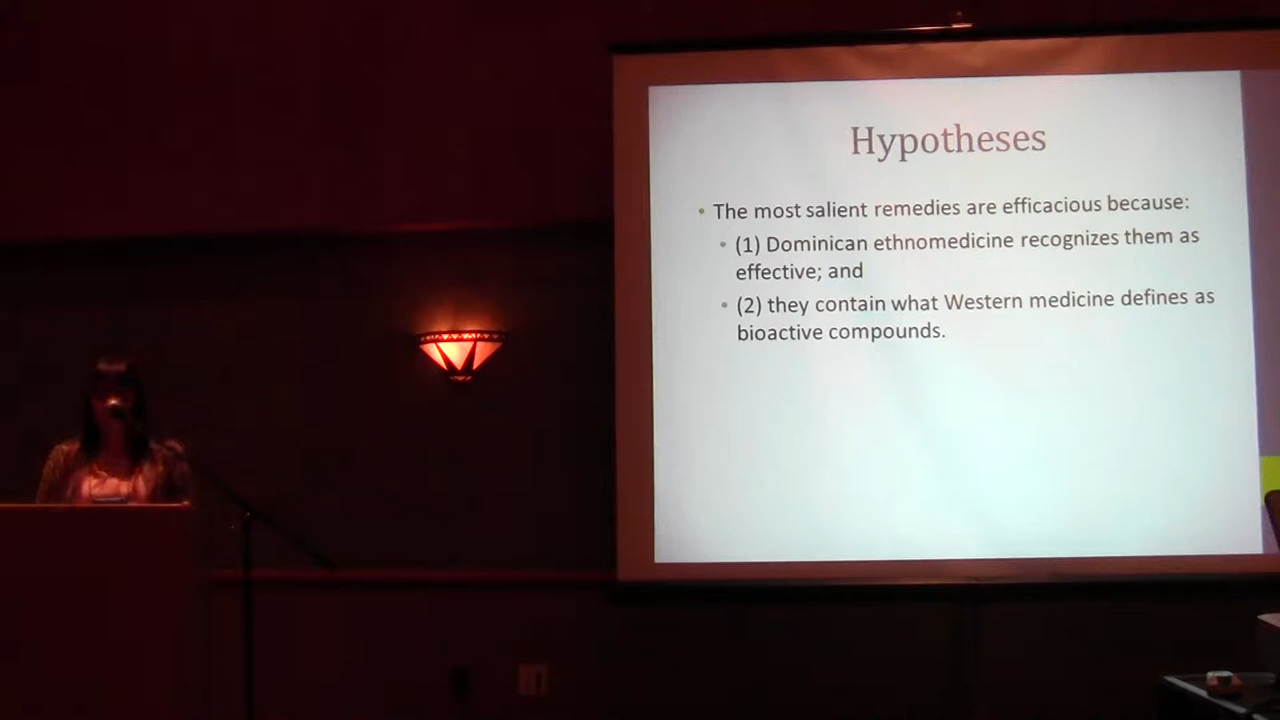 Hypotheses
• The most salient remedies are efficacious because:
• (1) Dominican ethnomedicine recognizes them as
effective; and
• (2) they contain what Western medicine defines as
bioactive compounds.